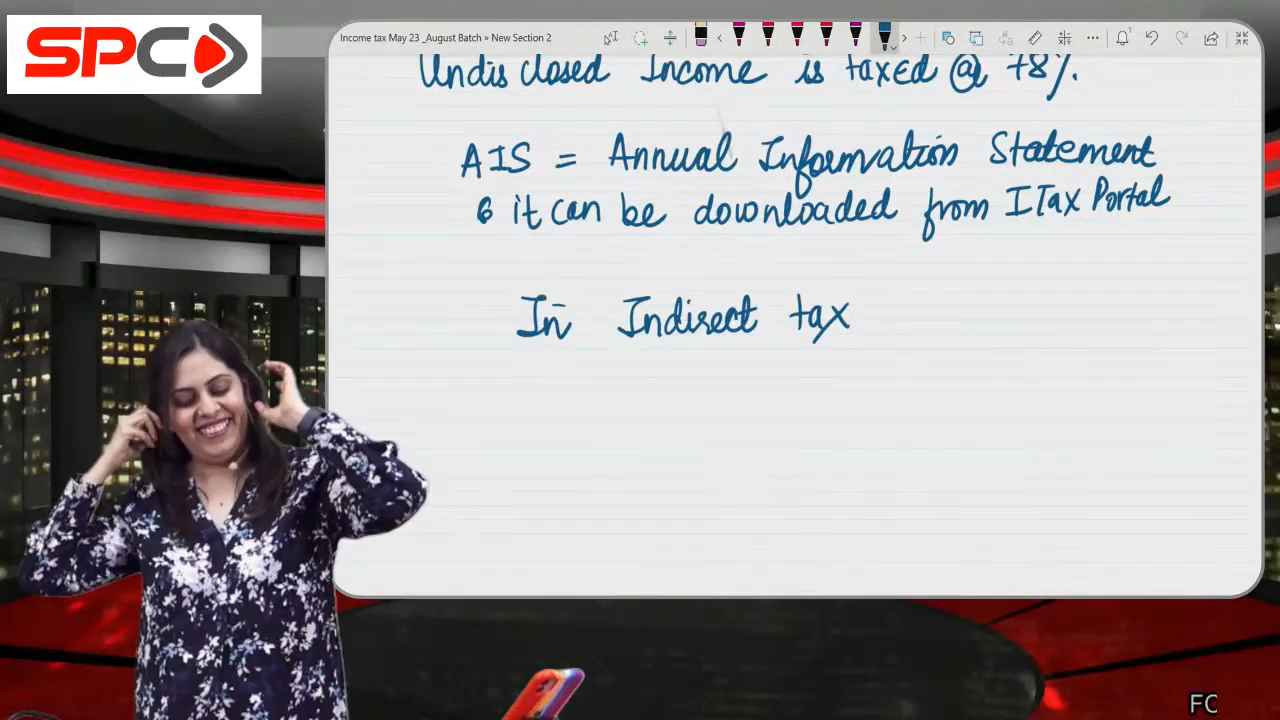 SPC
Income tax May 23 _August Batch » New Section 2
Undisclosed Income is taxed @ 78%.
AIS = Annual Information Statement
it can be downloaded from ITax Portal
In Indirect tax
FC